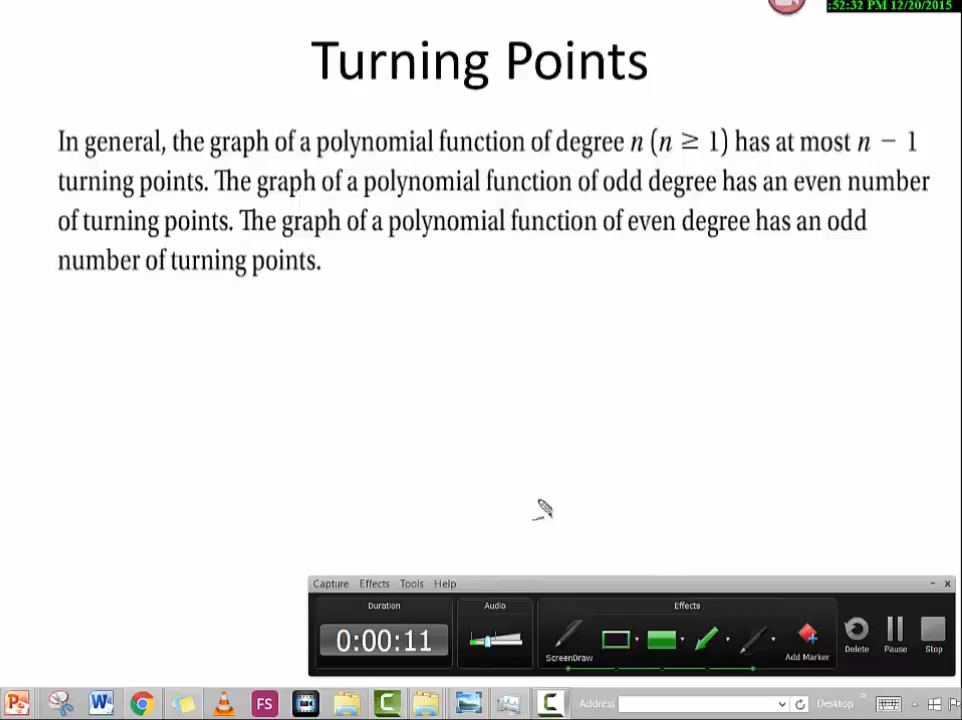 :52:32 PM 12/20/2015
Turning Points
In general, the graph of a polynomial function of degree n (n ≥ 1) has at most n − 1
turning points. The graph of a polynomial function of odd degree has an even number
of turning points. The graph of a polynomial function of even degree has an odd
number of turning points.
Capture Effects Tools Help
Duration Audio Effects
0:00:11
ScreenDraw Add Marker Delete Pause Stop
P W FS C C Address Desktop